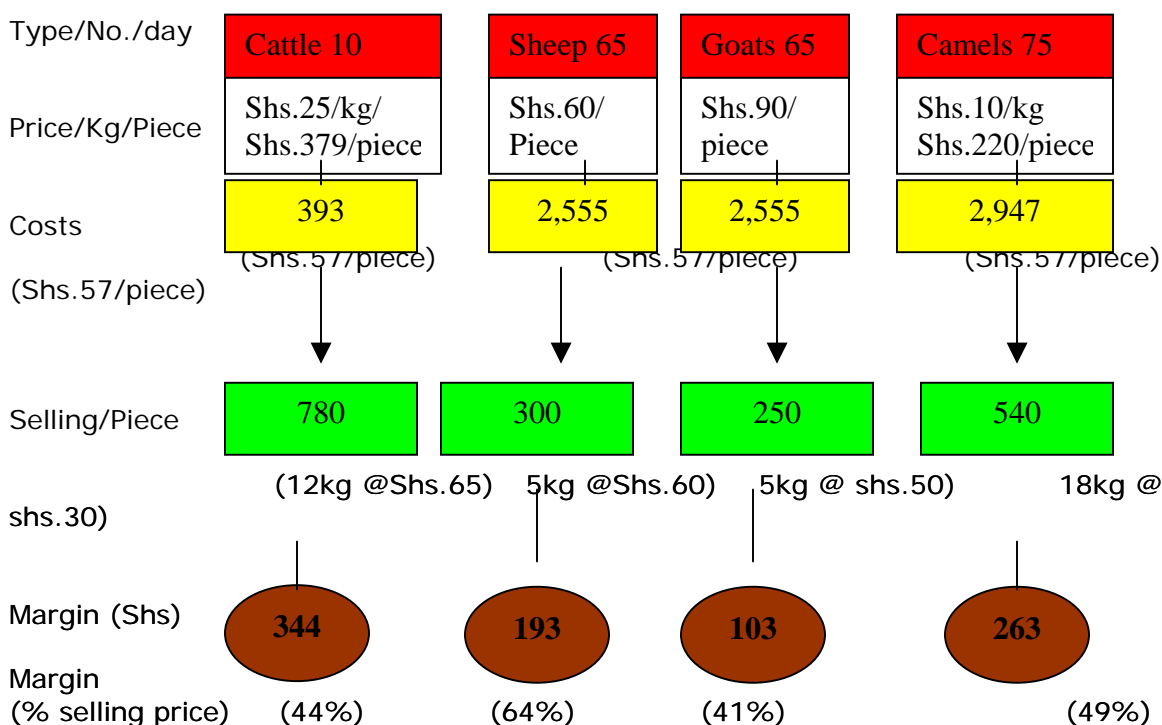 Type/No./day Cattle 10 Sheep 65 Goats 65 Camels 75
Price/Kg/Piece
Shs.25/kg/
Shs.379/piece
Shs.60/
Piece
Shs.90/
piece
Shs.10/kg
Shs.220/piece
Costs 393 2,555 2,555 2,947
(Shs.57/piece) (Shs.57/piece) (Shs.57/piece)
(Shs.57/piece)
Selling/Piece 780 300 250 540
(12kg @Shs.65) 5kg @Shs.60) 5kg @ shs.50) 18kg @
shs.30)
Margin (Shs) 344 193 103 263
Margin
(% selling price) (44%) (64%) (41%) (49%)